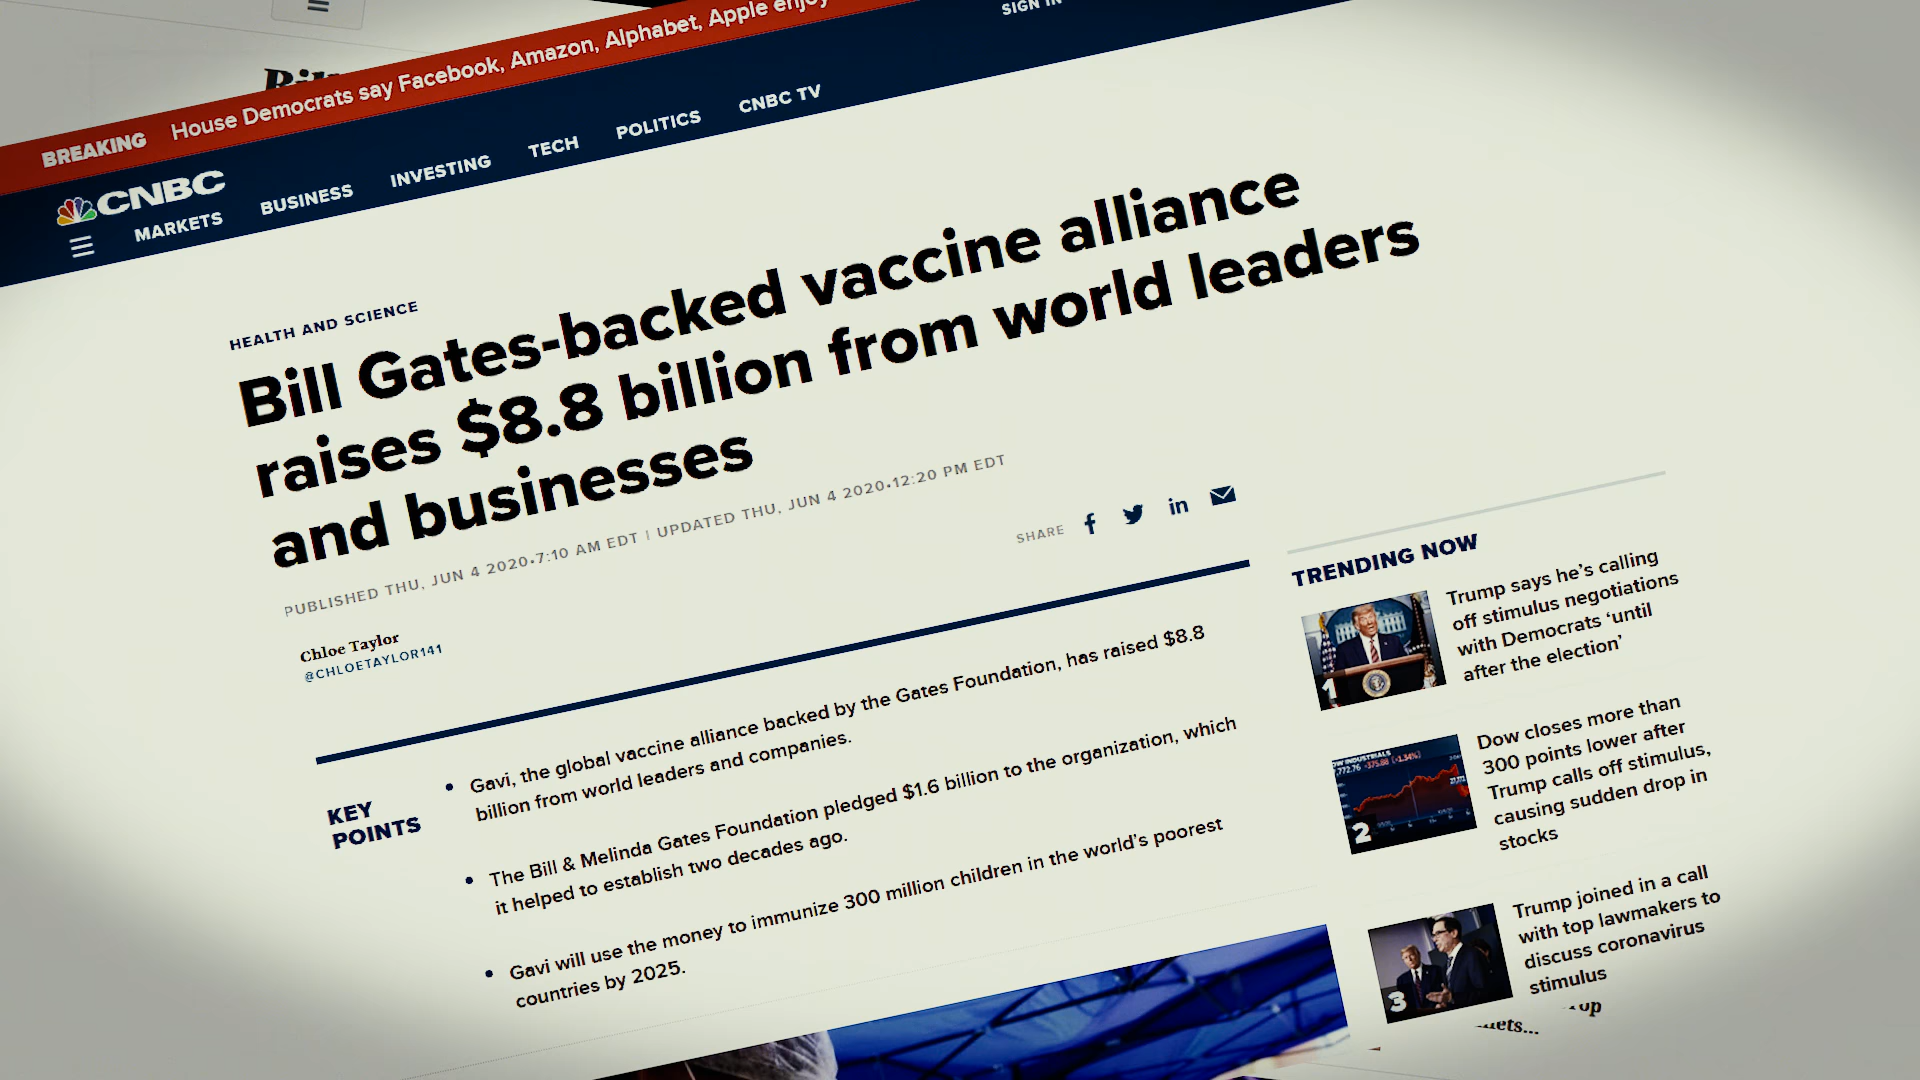 SIGN IN
BREAKING House Democrats say Facebook, Amazon, Alphabet, Apple enjoy
CNBC
MARKETS BUSINESS INVESTING TECH POLITICS CNBC TV
HEALTH AND SCIENCE
Bill Gates-backed vaccine alliance
raises $8.8 billion from world leaders
and businesses
PUBLISHED THU, JUN 4 2020•7:10 AM EDT | UPDATED THU, JUN 4 2020•12:20 PM EDT
Chloe Taylor
@CHLOETAYLOR141
SHARE
KEY
POINTS
• Gavi, the global vaccine alliance backed by the Gates Foundation, has raised $8.8
billion from world leaders and companies.
• The Bill & Melinda Gates Foundation pledged $1.6 billion to the organization, which
it helped to establish two decades ago.
• Gavi will use the money to immunize 300 million children in the world's poorest
countries by 2025.
TRENDING NOW
1
Trump says he's calling
off stimulus negotiations
with Democrats 'until
after the election'
2
Dow closes more than
300 points lower after
Trump calls off stimulus,
causing sudden drop in
stocks
3
Trump joined in a call
with top lawmakers to
discuss coronavirus
stimulus